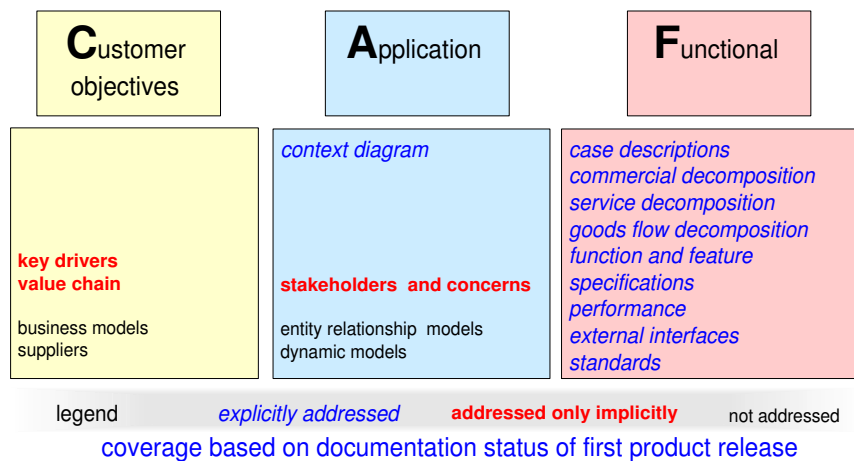 Customer
objectives
Application
Functional
key drivers
value chain
business models
suppliers
context diagram
stakeholders and concerns
entity relationship models
dynamic models
case descriptions
commercial decomposition
service decomposition
goods flow decomposition
function and feature
specifications
performance
external interfaces
standards
legend explicitly addressed addressed only implicitly not addressed
coverage based on documentation status of first product release